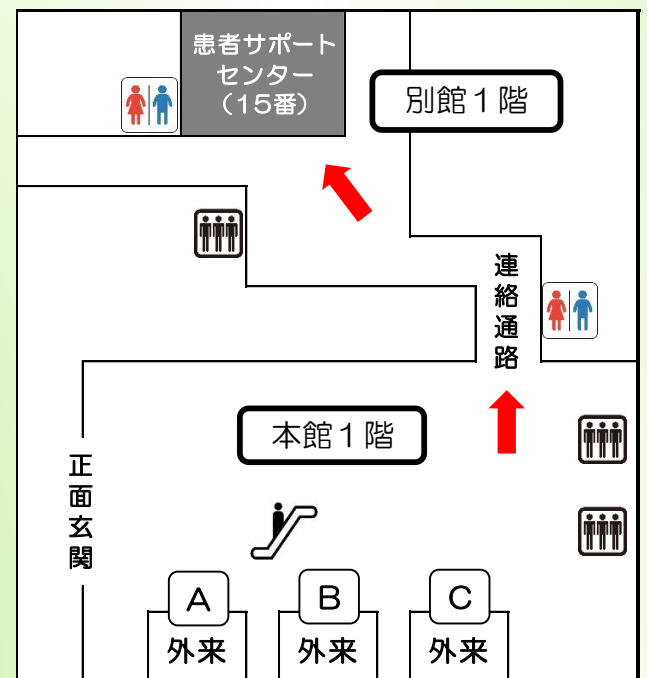 患者サポート
センター
（15番）
別館１階
連絡通路
本館１階
正面玄関
A
外来
B
外来
C
外来